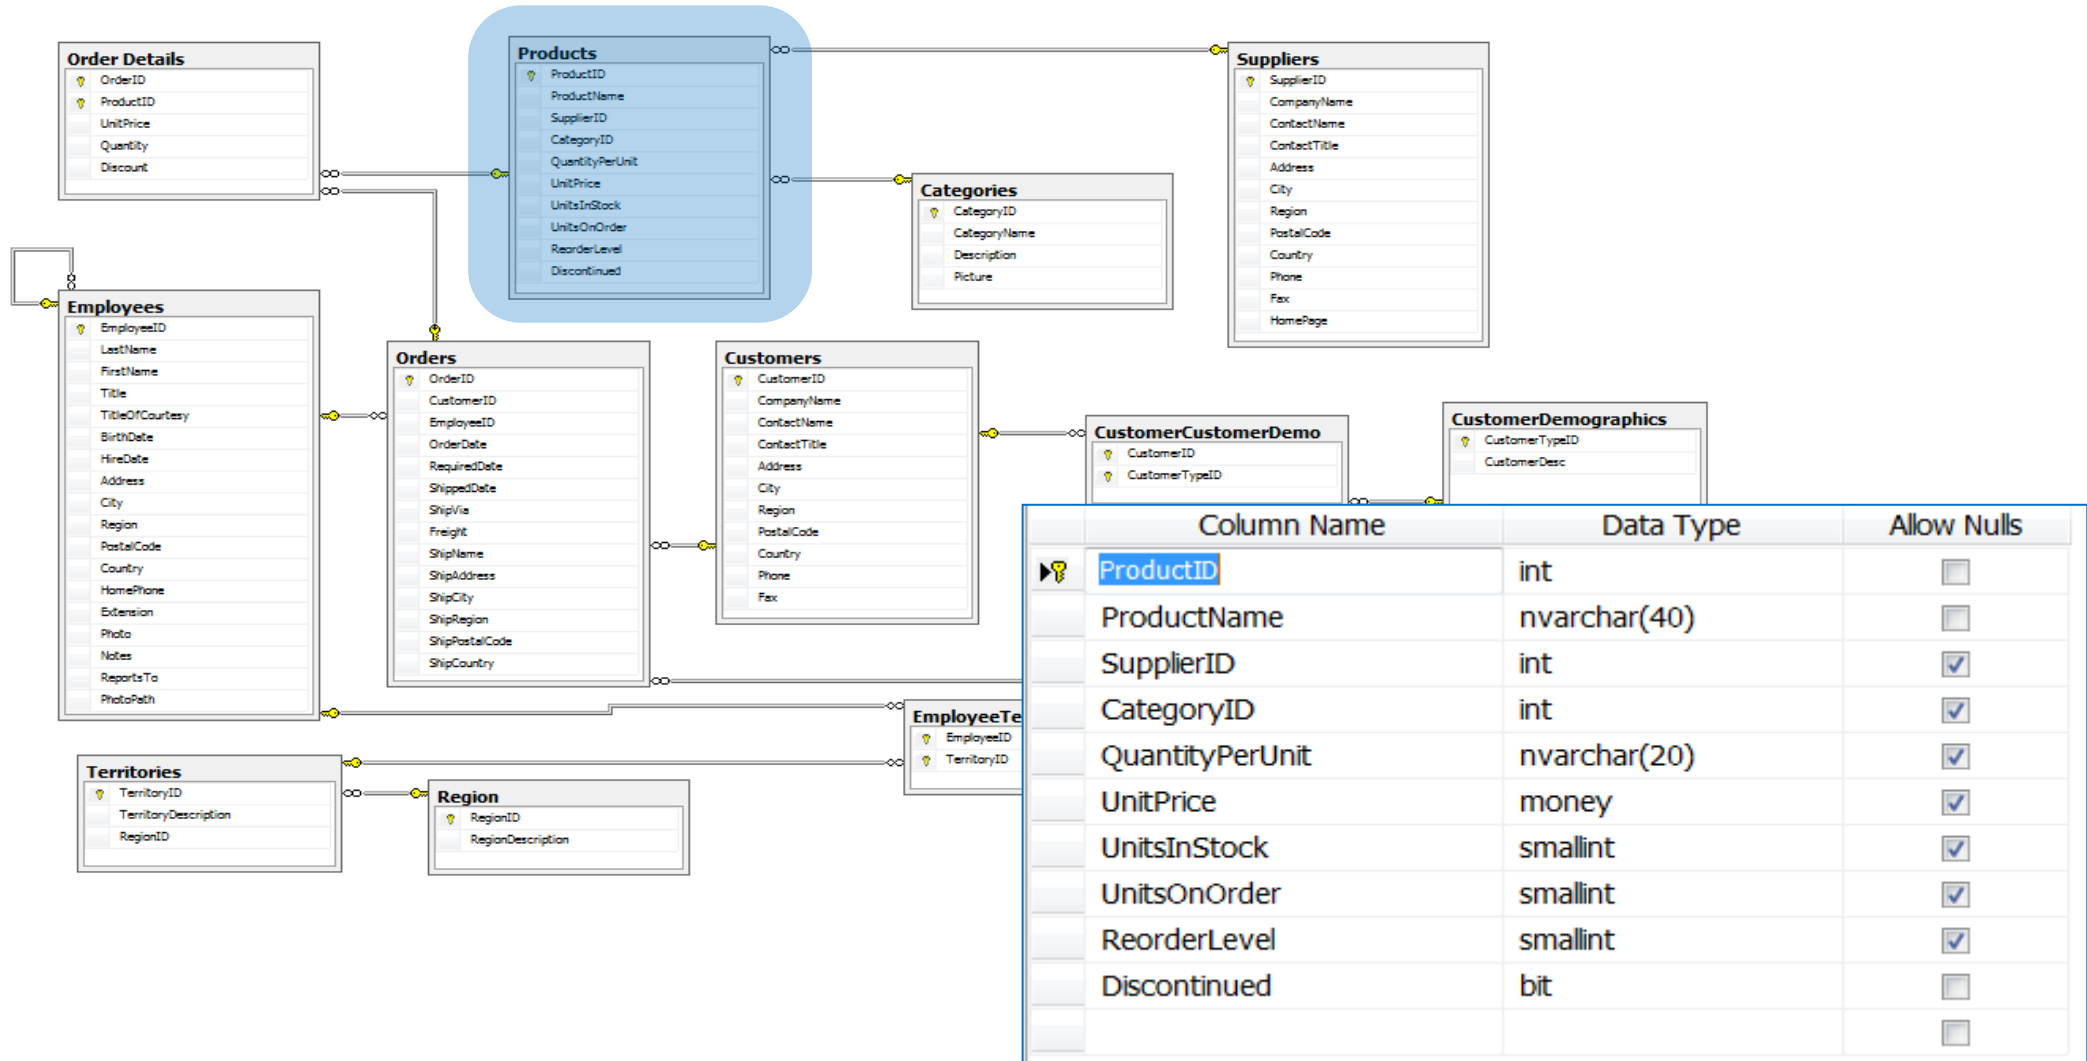 Order Details
OrderID
ProductID
UnitPrice
Quantity
Discount
Products
ProductID
ProductName
SupplierID
CategoryID
QuantityPerUnit
UnitPrice
UnitsInStock
UnitsOnOrder
ReorderLevel
Discontinued
Suppliers
SupplierID
CompanyName
ContactName
ContactTitle
Address
City
Region
PostalCode
Country
Phone
Fax
HomePage
Categories
CategoryID
CategoryName
Description
Picture
Employees
EmployeeID
LastName
FirstName
Title
TitleOfCourtesy
BirthDate
HireDate
Address
City
Region
PostalCode
Country
HomePhone
Extension
Photo
Notes
ReportsTo
PhotoPath
Orders
OrderID
CustomerID
EmployeeID
OrderDate
RequiredDate
ShippedDate
ShipVia
Freight
ShipName
ShipAddress
ShipCity
ShipRegion
ShipPostalCode
ShipCountry
Customers
CustomerID
CompanyName
ContactName
ContactTitle
Address
City
Region
PostalCode
Country
Phone
Fax
CustomerCustomerDemo
CustomerID
CustomerTypeID
CustomerDemographics
CustomerTypeID
CustomerDesc
EmployeeTe
EmployeeID
TerritoryID
Territories
TerritoryID
TerritoryDescription
RegionID
Region
RegionID
RegionDescription
Column Name Data Type Allow Nulls
ProductID int
ProductName nvarchar(40)
SupplierID int
CategoryID int
QuantityPerUnit nvarchar(20)
UnitPrice money
UnitsInStock smallint
UnitsOnOrder smallint
ReorderLevel smallint
Discontinued bit